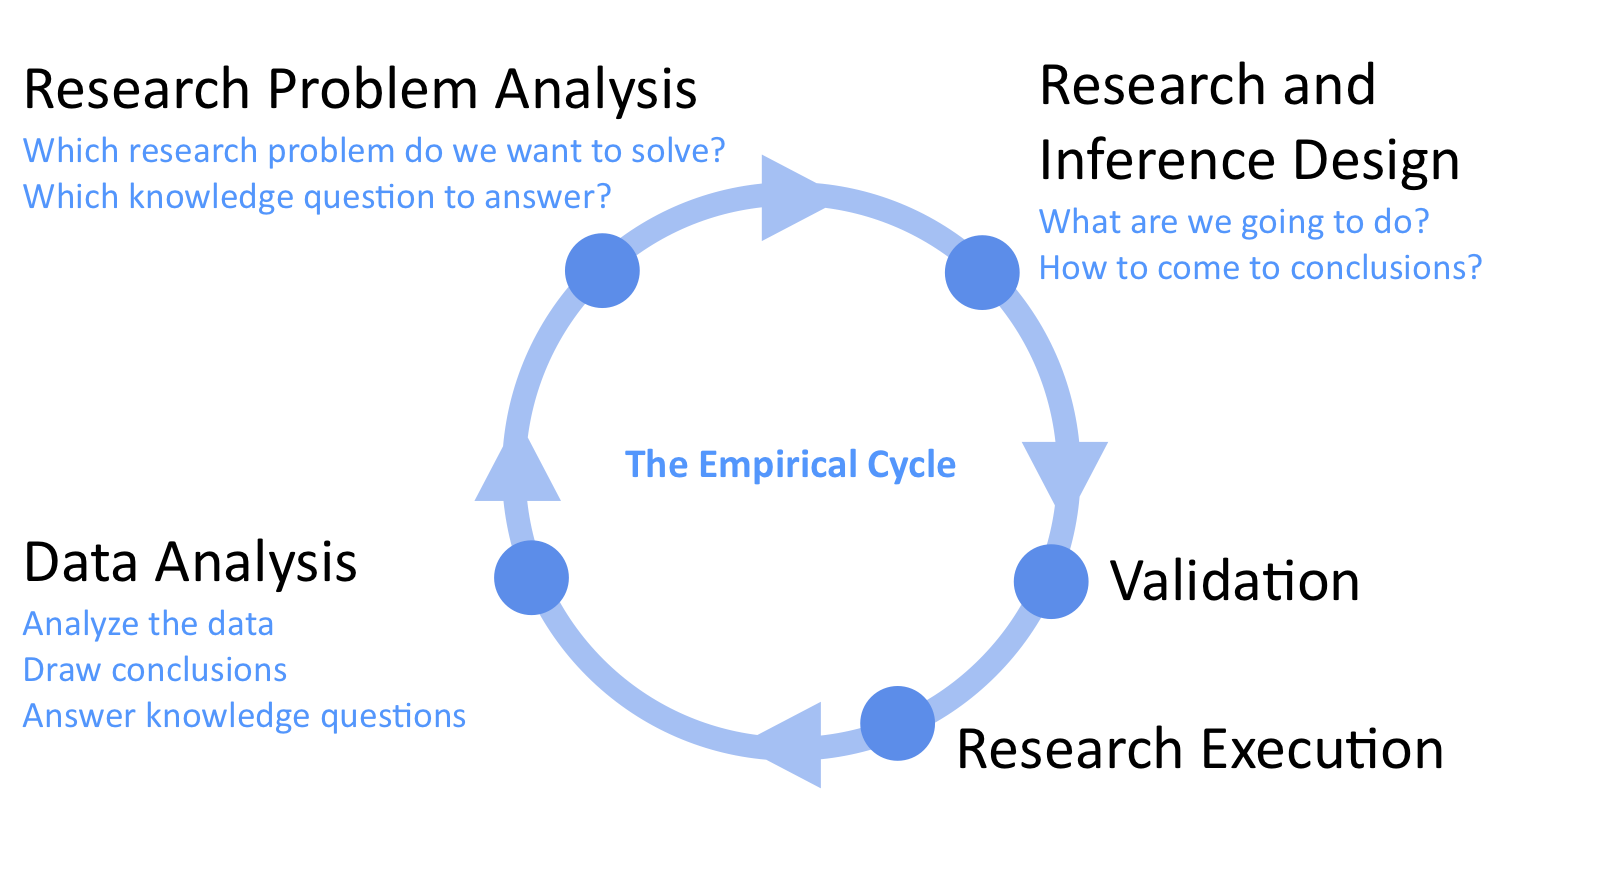 Research Problem Analysis
Which research problem do we want to solve?
Which knowledge question to answer?
Research and
Inference Design
What are we going to do?
How to come to conclusions?
The Empirical Cycle
Validation
Research Execution
Data Analysis
Analyze the data
Draw conclusions
Answer knowledge questions